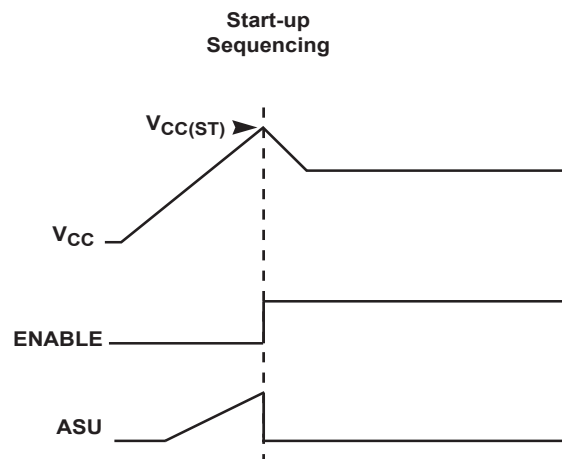 Start-up
Sequencing
VCC(ST)
VCC
ENABLE
ASU